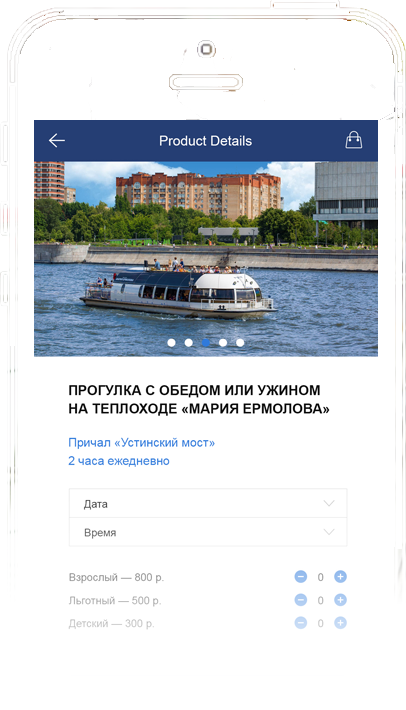 Product Details
ПРОГУЛКА С ОБЕДОМ ИЛИ УЖИНОМ
НА ТЕПЛОХОДЕ «МАРИЯ ЕРМОЛОВА»
Причал «Устинский мост»
2 часа ежедневно
Дата
Время
Взрослый — 800 р. 0
Льготный — 500 р. 0
Детский — 300 р. 0